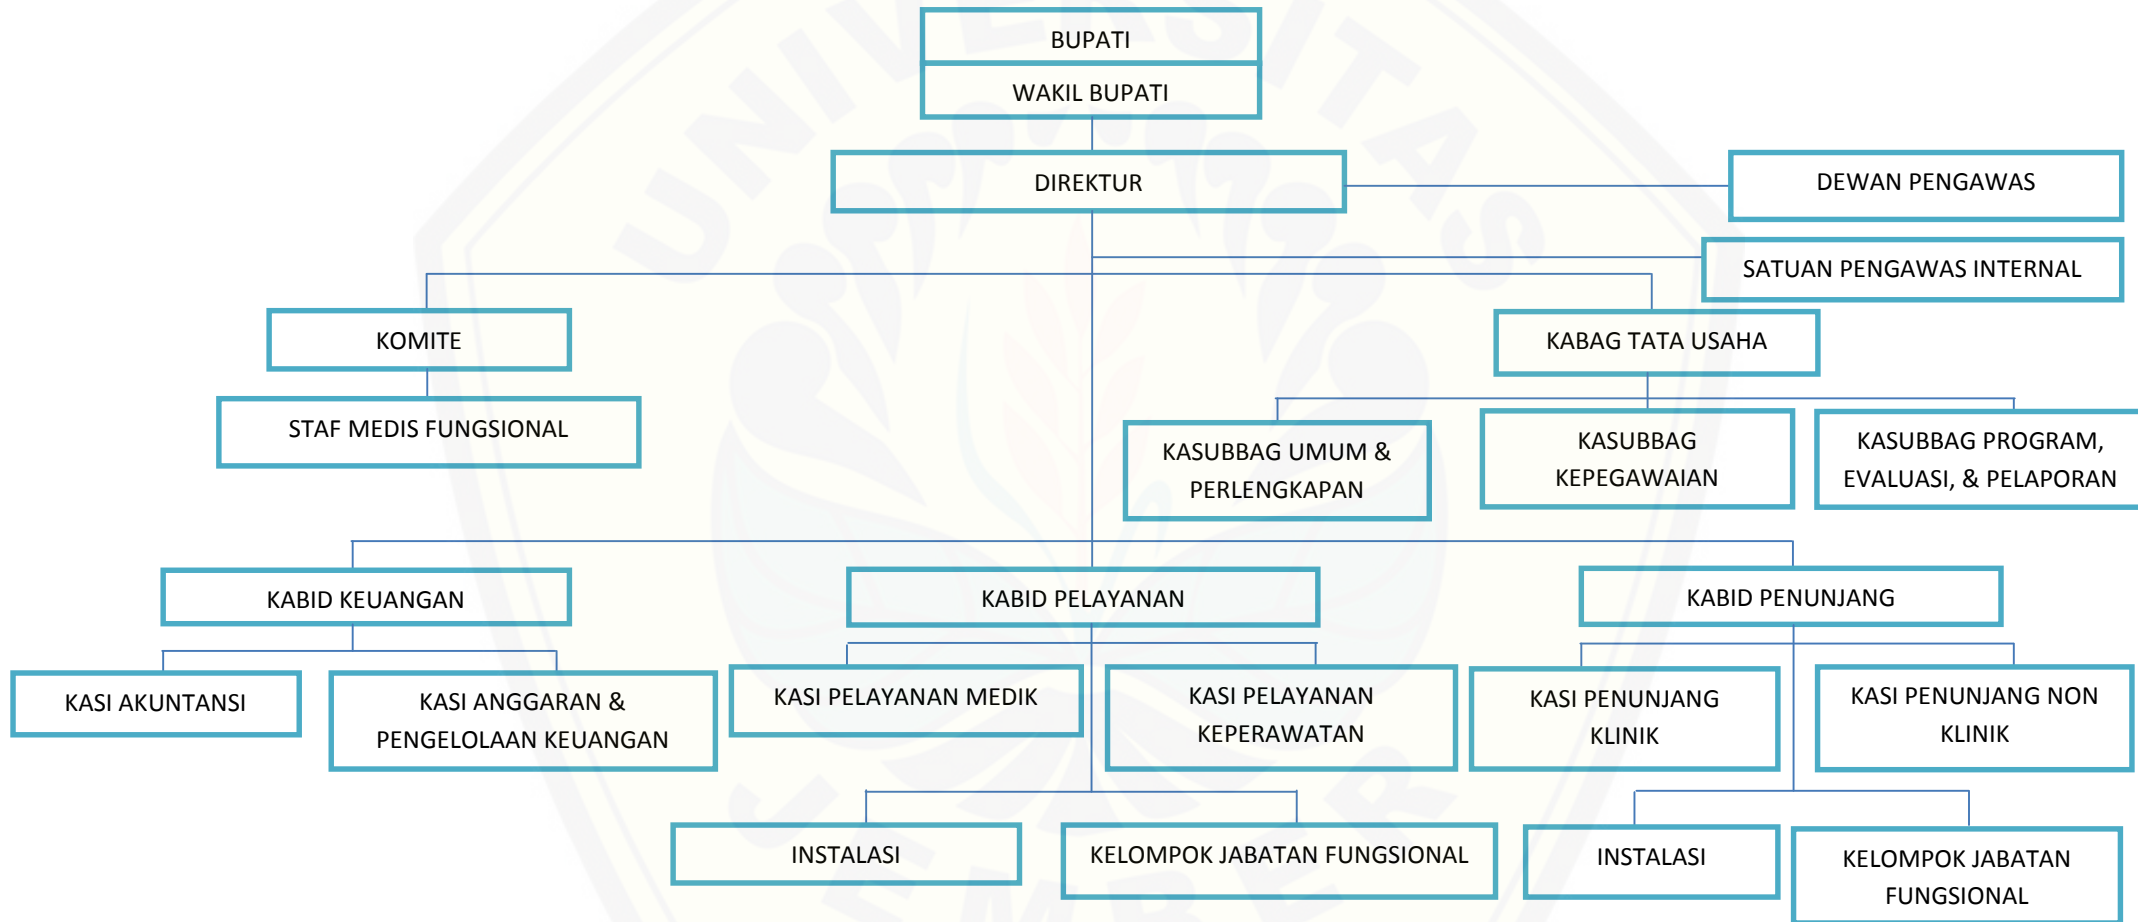 BUPATI
WAKIL BUPATI
DIREKTUR
DEWAN PENGAWAS
SATUAN PENGAWAS INTERNAL
KOMITE
KABAG TATA USAHA
STAF MEDIS FUNGSIONAL
KASUBBAG UMUM &
PERLENGKAPAN
KASUBBAG
KEPEGAWAIAN
KASUBBAG PROGRAM,
EVALUASI, & PELAPORAN
KABID KEUANGAN
KABID PELAYANAN
KABID PENUNJANG
KASI AKUNTANSI
KASI ANGGARAN &
PENGELOLAAN KEUANGAN
KASI PELAYANAN MEDIK
KASI PELAYANAN
KEPERAWATAN
KASI PENUNJANG
KLINIK
KASI PENUNJANG NON
KLINIK
INSTALASI
KELOMPOK JABATAN FUNGSIONAL
INSTALASI
KELOMPOK JABATAN
FUNGSIONAL
UNIVERSITAS
JEMBER